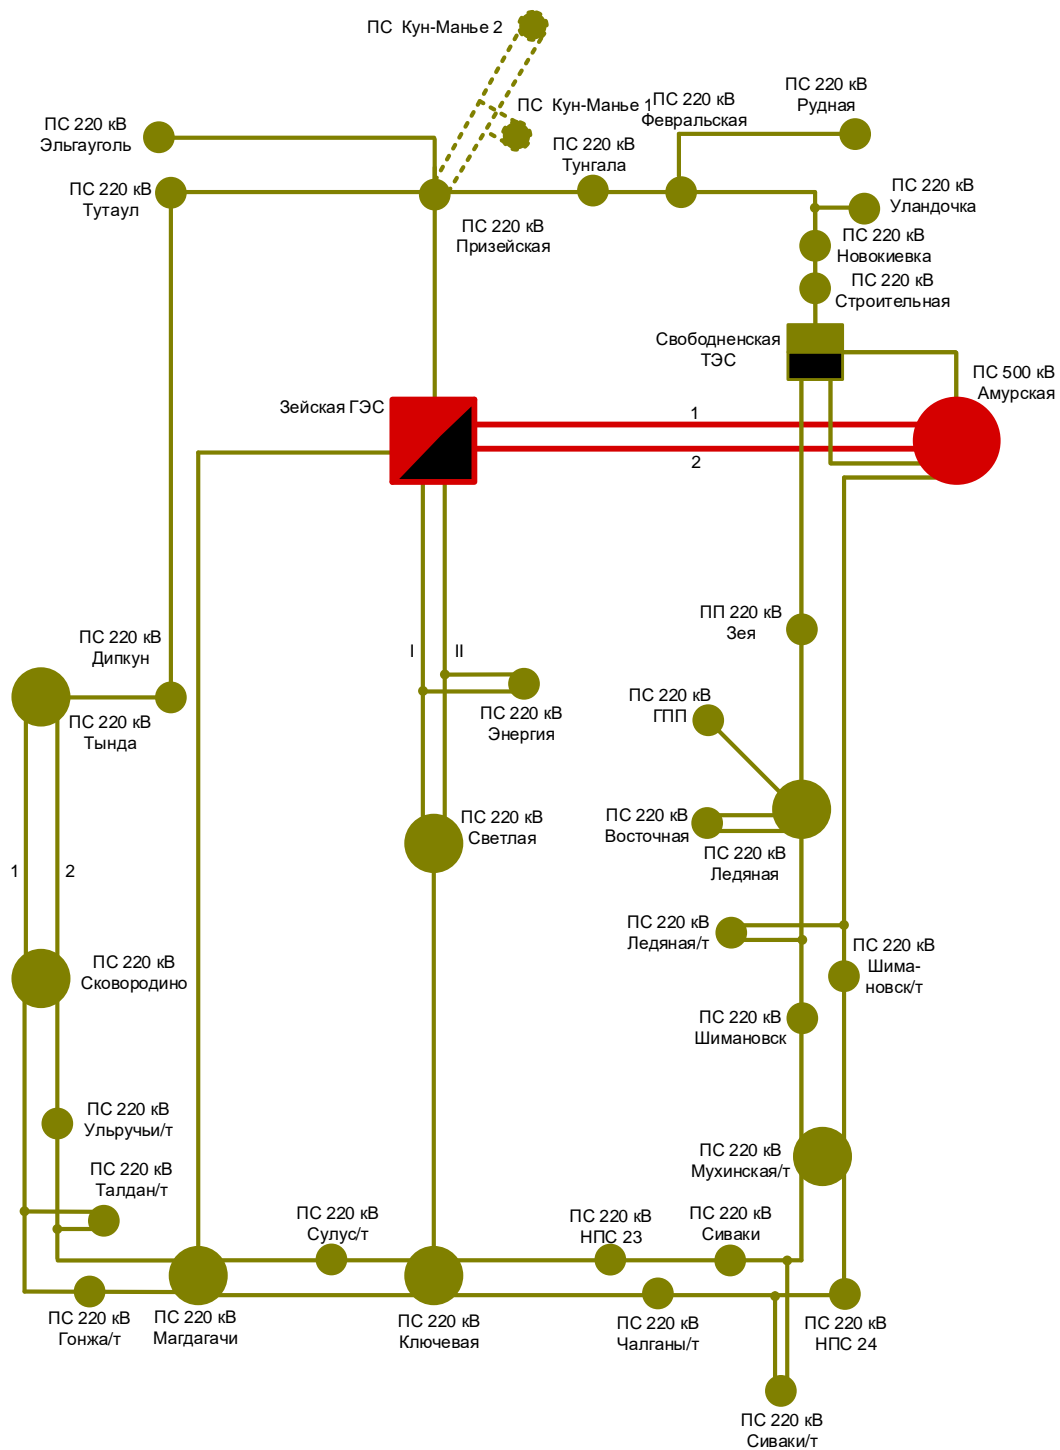 ПС Кун-Манье 2
ПС 220 кВ
Рудная
ПС Кун-Манье 1
ПС 220 кВ
Февральская
ПС 220 кВ
Эльгауголь
ПС 220 кВ
Тунгала
ПС 220 кВ
Тутаул
ПС 220 кВ
Уландочка
ПС 220 кВ
Призейская
ПС 220 кВ
Новокиевка
ПС 220 кВ
Строительная
Свободненская
ТЭС
ПС 500 кВ
Амурская
Зейская ГЭС
1
2
ПП 220 кВ
Зея
ПС 220 кВ
Дипкун
I
II
ПС 220 кВ
Тында
ПС 220 кВ
Энергия
ПС 220 кВ
ГПП
ПС 220 кВ
Светлая
ПС 220 кВ
Восточная
ПС 220 кВ
Ледяная
1
2
ПС 220 кВ
Ледяная/т
ПС 220 кВ
Шима-
новск/т
ПС 220 кВ
Сковородино
ПС 220 кВ
Шимановск
ПС 220 кВ
Ульручьи/т
ПС 220 кВ
Мухинская/т
ПС 220 кВ
Талдан/т
ПС 220 кВ
Сулус/т
ПС 220 кВ
НПС 23
ПС 220 кВ
Сиваки
ПС 220 кВ
Гонжа/т
ПС 220 кВ
Магдагачи
ПС 220 кВ
Ключевая
ПС 220 кВ
Чалганы/т
ПС 220 кВ
НПС 24
ПС 220 кВ
Сиваки/т